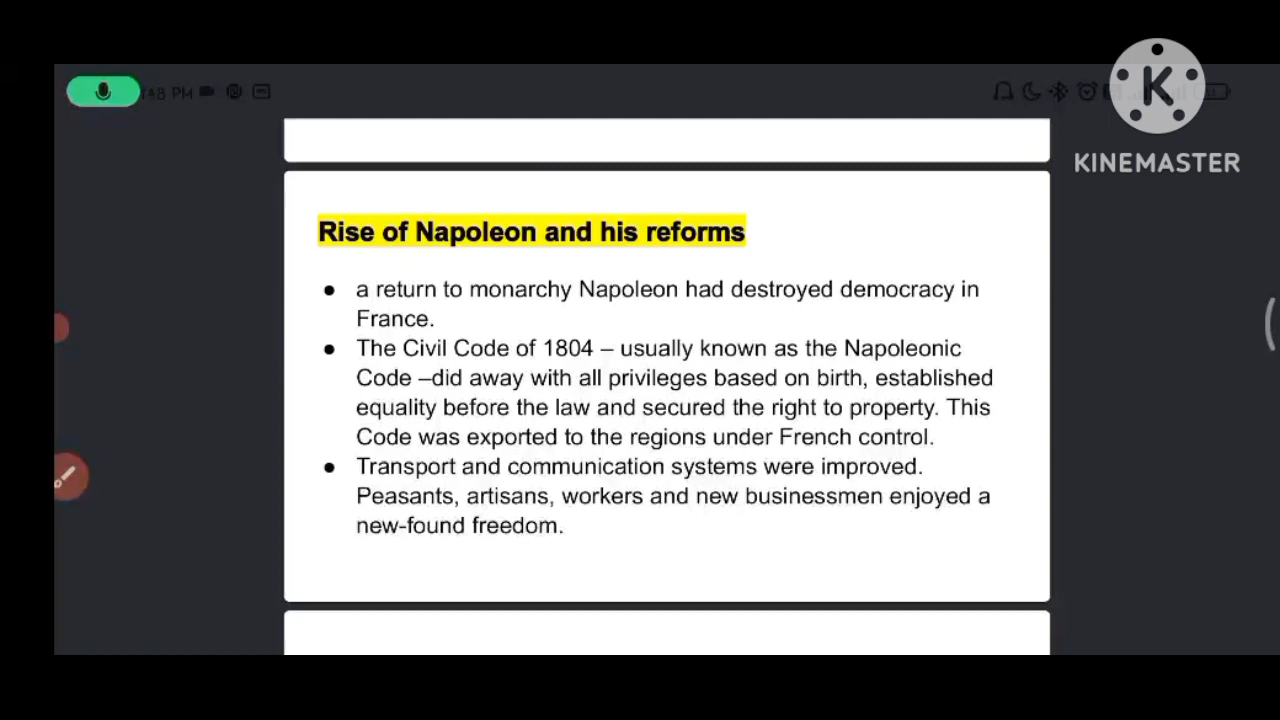 :48 PM
K
KINEMASTER
Rise of Napoleon and his reforms
● a return to monarchy Napoleon had destroyed democracy in
France.
● The Civil Code of 1804 – usually known as the Napoleonic
Code –did away with all privileges based on birth, established
equality before the law and secured the right to property. This
Code was exported to the regions under French control.
● Transport and communication systems were improved.
Peasants, artisans, workers and new businessmen enjoyed a
new-found freedom.